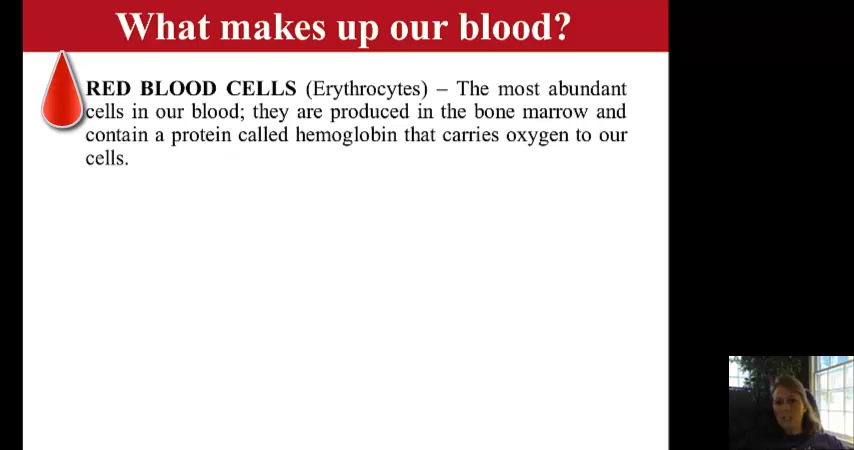 What makes up our blood?
RED BLOOD CELLS (Erythrocytes) – The most abundant
cells in our blood; they are produced in the bone marrow and
contain a protein called hemoglobin that carries oxygen to our
cells.